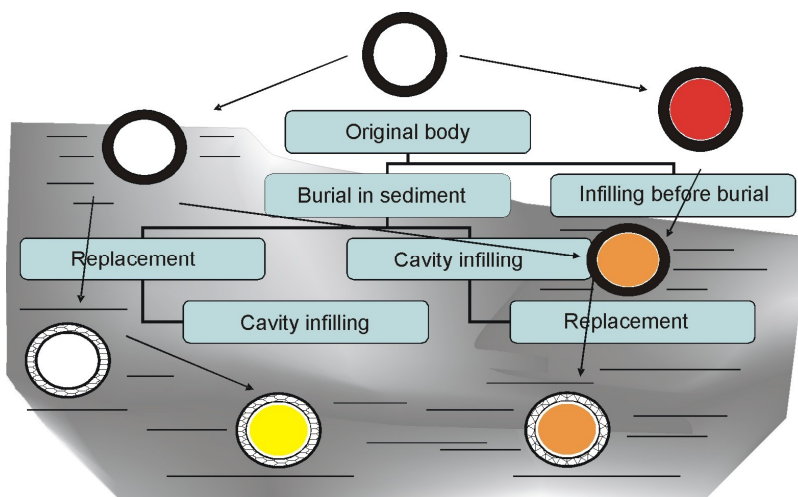 Original body
Burial in sediment
Infilling before burial
Replacement
Cavity infilling
Cavity infilling
Replacement